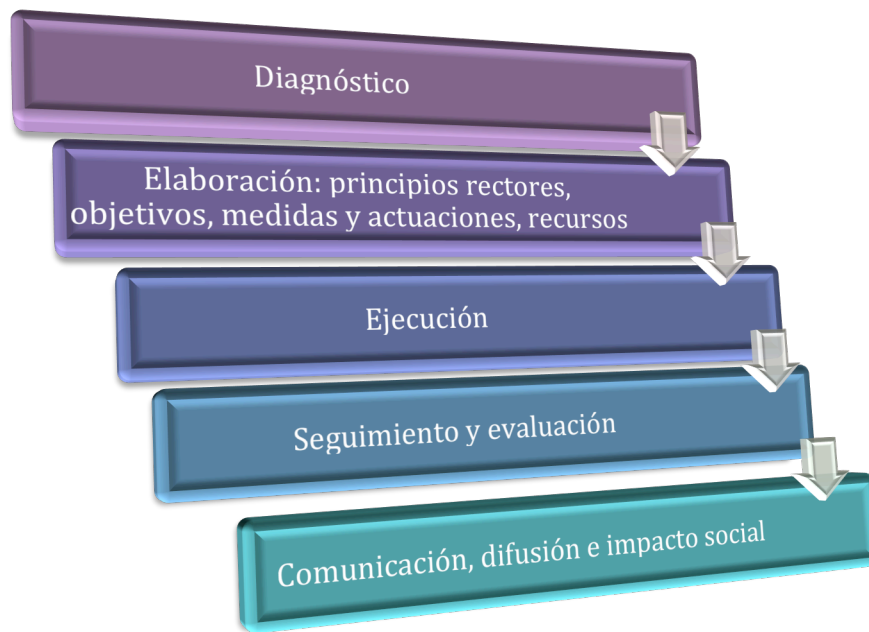 Diagnóstico
Elaboración: principios rectores,
objetivos, medidas y actuaciones, recursos
Ejecución
Seguimiento y evaluación
Comunicación, difusión e impacto social